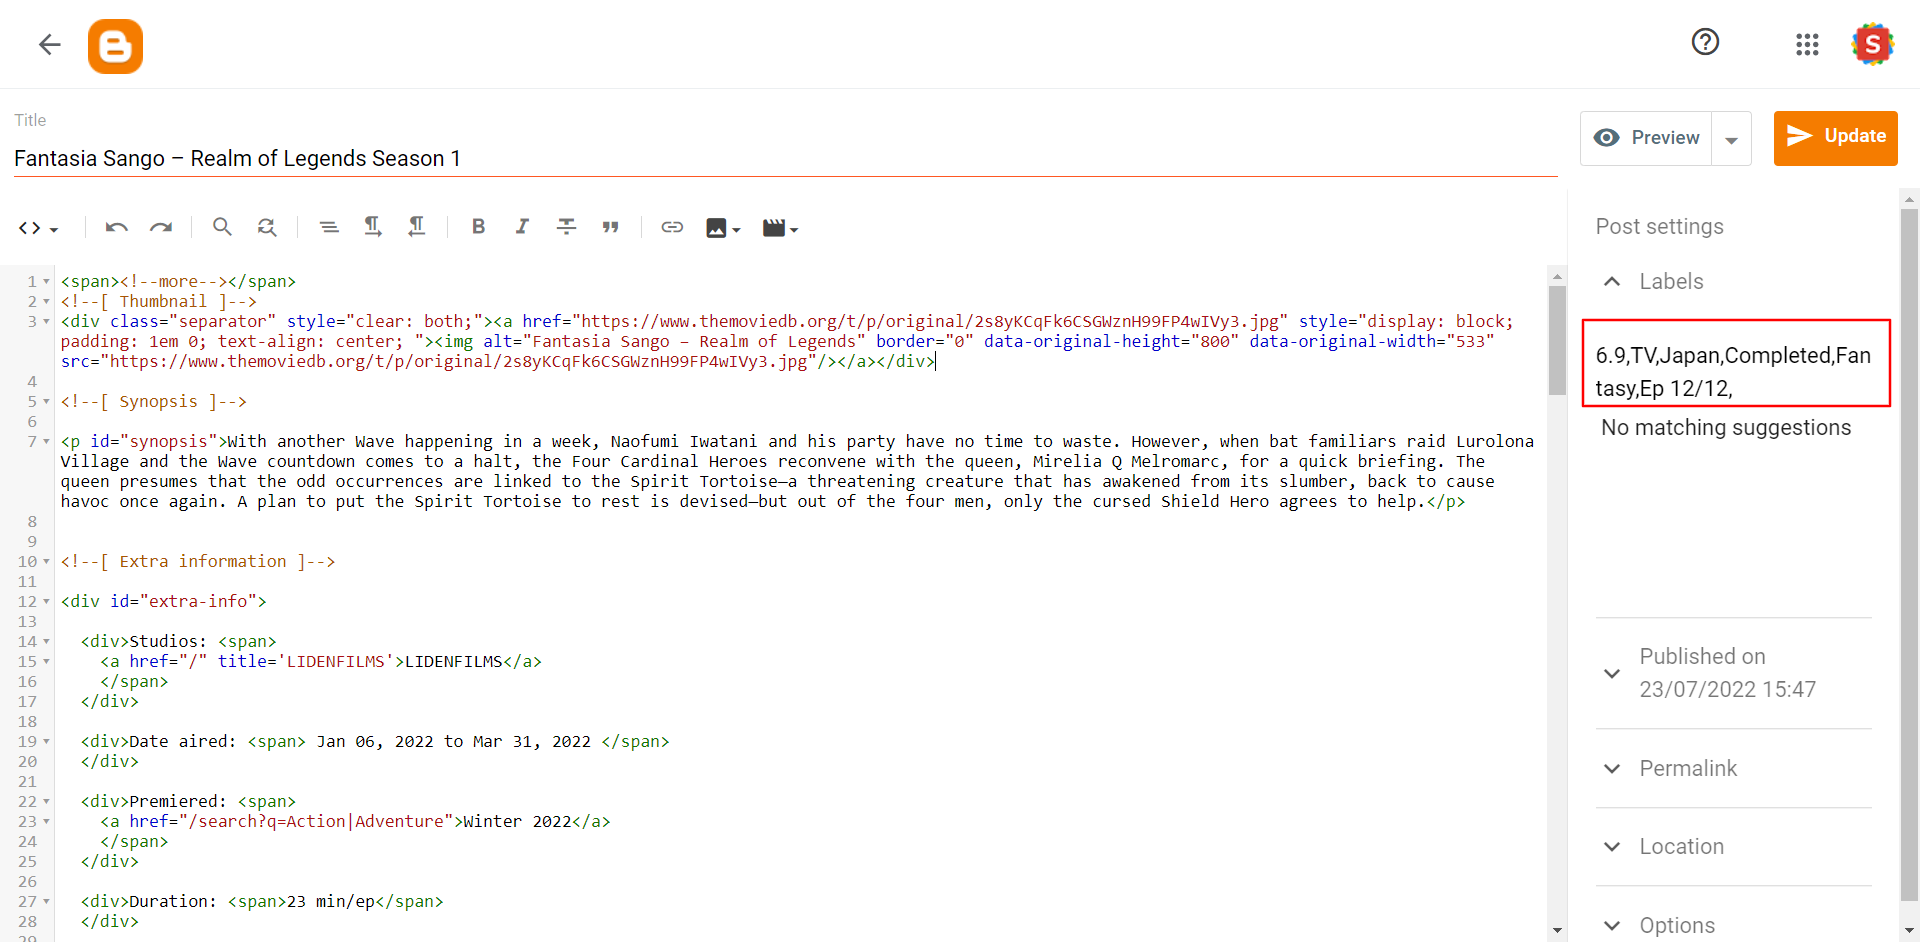 B
S
Title
Fantasia Sango – Realm of Legends Season 1
Preview
Update
Post settings
Labels
6.9,TV,Japan,Completed,Fan
tasy,Ep 12/12,
No matching suggestions
Published on
23/07/2022 15:47
Permalink
Location
Options
1 <span><!--more--></span>
2 <!--[ Thumbnail ]-->
3 <div class="separator" style="clear: both;"><a href="https://www.themoviedb.org/t/p/original/2s8yKCqFk6CSGWznH99FP4wIVy3.jpg" style="display: block;
padding: 1em 0; text-align: center; "><img alt="Fantasia Sango – Realm of Legends" border="0" data-original-height="800" data-original-width="533"
src="https://www.themoviedb.org/t/p/original/2s8yKCqFk6CSGWznH99FP4wIVy3.jpg"/></a></div>
4
5 <!--[ Synopsis ]-->
6
7 <p id="synopsis">With another Wave happening in a week, Naofumi Iwatani and his party have no time to waste. However, when bat familiars raid Lurolona
Village and the Wave countdown comes to a halt, the Four Cardinal Heroes reconvene with the queen, Mirelia Q Melromarc, for a quick briefing. The
queen presumes that the odd occurrences are linked to the Spirit Tortoise—a threatening creature that has awakened from its slumber, back to cause
havoc once again. A plan to put the Spirit Tortoise to rest is devised—but out of the four men, only the cursed Shield Hero agrees to help.</p>
8
9
10 <!--[ Extra information ]-->
11
12 <div id="extra-info">
13
14 <div>Studios: <span>
15 <a href="/" title='LIDENFILMS'>LIDENFILMS</a>
16 </span>
17 </div>
18
19 <div>Date aired: <span> Jan 06, 2022 to Mar 31, 2022 </span>
20 </div>
21
22 <div>Premiered: <span>
23 <a href="/search?q=Action|Adventure">Winter 2022</a>
24 </span>
25 </div>
26
27 <div>Duration: <span>23 min/ep</span>
28 </div>
29